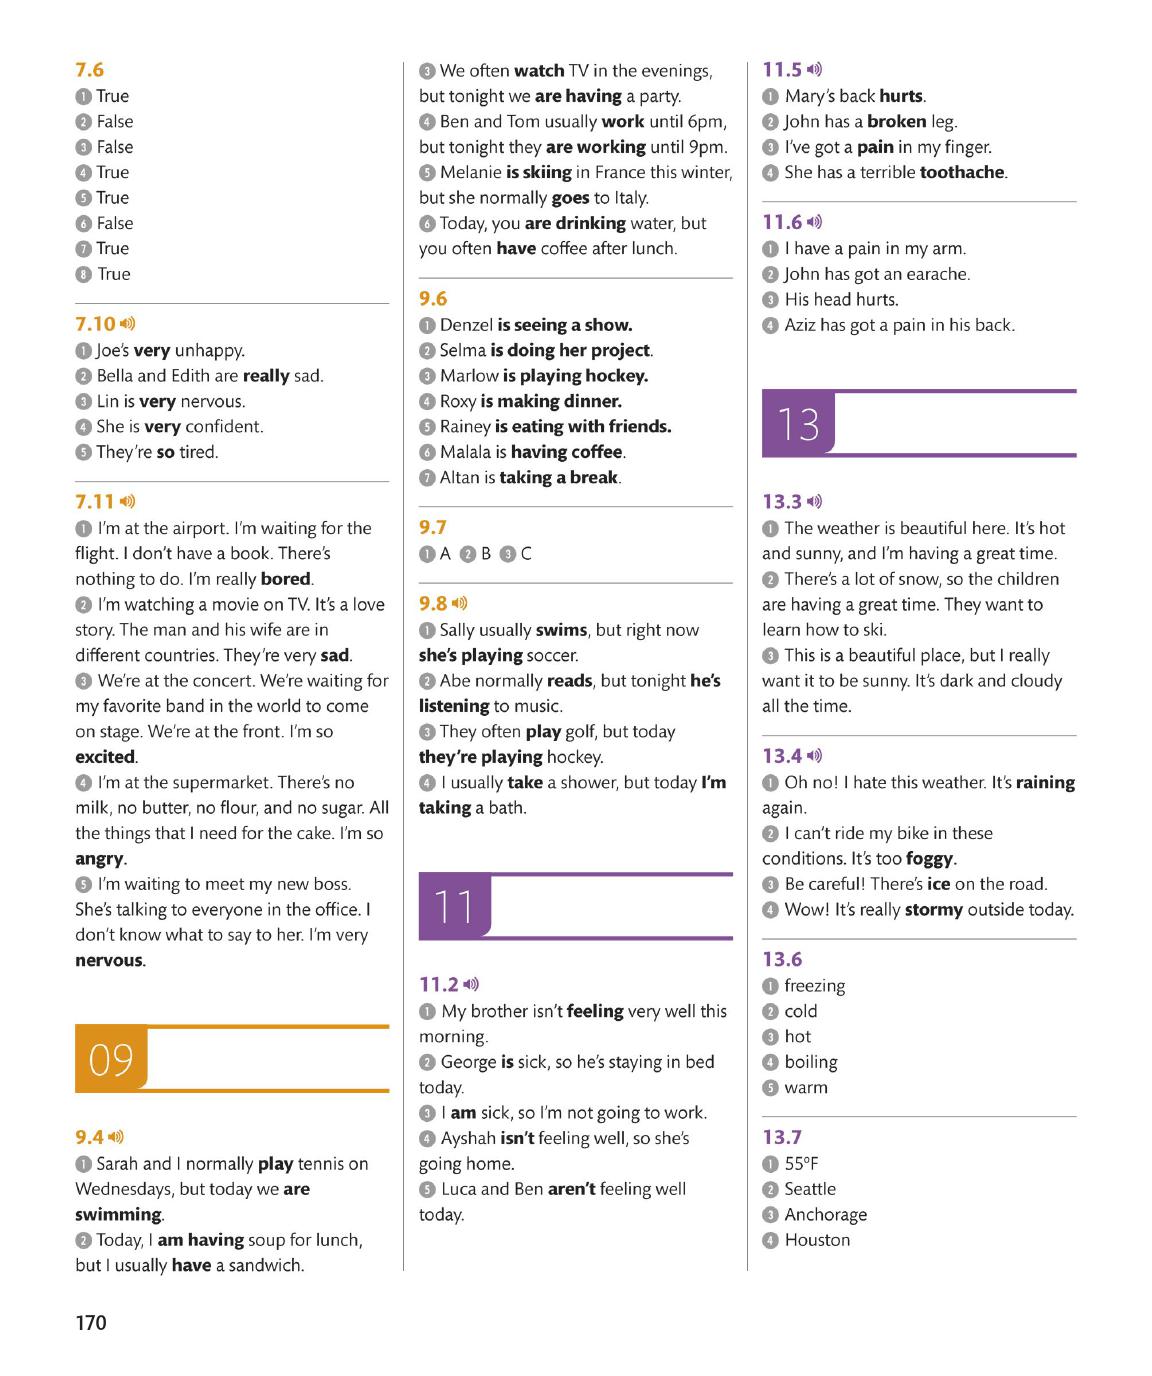 7.6
1 True
2 False
3 False
4 True
5 True
6 False
7 True
8 True
7.10
1 Joe's very unhappy.
2 Bella and Edith are really sad.
3 Lin is very nervous.
4 She is very confident.
5 They're so tired.
7.11
1 I'm at the airport. I'm waiting for the
flight. I don't have a book. There's
nothing to do. I'm really bored.
2 I'm watching a movie on TV. It's a love
story. The man and his wife are in
different countries. They're very sad.
3 We're at the concert. We're waiting for
my favorite band in the world to come
on stage. We're at the front. I'm so
excited.
4 I'm at the supermarket. There's no
milk, no butter, no flour, and no sugar. All
the things that I need for the cake. I'm so
angry.
5 I'm waiting to meet my new boss.
She's talking to everyone in the office. I
don't know what to say to her. I'm very
nervous.
09
9.4
1 Sarah and I normally play tennis on
Wednesdays, but today we are
swimming.
2 Today, I am having soup for lunch,
but I usually have a sandwich.
3 We often watch TV in the evenings,
but tonight we are having a party.
4 Ben and Tom usually work until 6pm,
but tonight they are working until 9pm.
5 Melanie is skiing in France this winter,
but she normally goes to Italy.
6 Today, you are drinking water, but
you often have coffee after lunch.
9.6
1 Denzel is seeing a show.
2 Selma is doing her project.
3 Marlow is playing hockey.
4 Roxy is making dinner.
5 Rainey is eating with friends.
6 Malala is having coffee.
7 Altan is taking a break.
9.7
1 A 2 B 3 C
9.8
1 Sally usually swims, but right now
she's playing soccer.
2 Abe normally reads, but tonight he's
listening to music.
3 They often play golf, but today
they're playing hockey.
4 I usually take a shower, but today I'm
taking a bath.
11
11.2
1 My brother isn't feeling very well this
morning.
2 George is sick, so he's staying in bed
today.
3 I am sick, so I'm not going to work.
4 Ayshah isn't feeling well, so she's
going home.
5 Luca and Ben aren't feeling well
today.
11.5
1 Mary's back hurts.
2 John has a broken leg.
3 I've got a pain in my finger.
4 She has a terrible toothache.
11.6
1 I have a pain in my arm.
2 John has got an earache.
3 His head hurts.
4 Aziz has got a pain in his back.
13
13.3
1 The weather is beautiful here. It's hot
and sunny, and I'm having a great time.
2 There's a lot of snow, so the children
are having a great time. They want to
learn how to ski.
3 This is a beautiful place, but I really
want it to be sunny. It's dark and cloudy
all the time.
13.4
1 Oh no! I hate this weather. It's raining
again.
2 I can't ride my bike in these
conditions. It's too foggy.
3 Be careful! There's ice on the road.
4 Wow! It's really stormy outside today.
13.6
1 freezing
2 cold
3 hot
4 boiling
5 warm
13.7
1 55ºF
2 Seattle
3 Anchorage
4 Houston
170